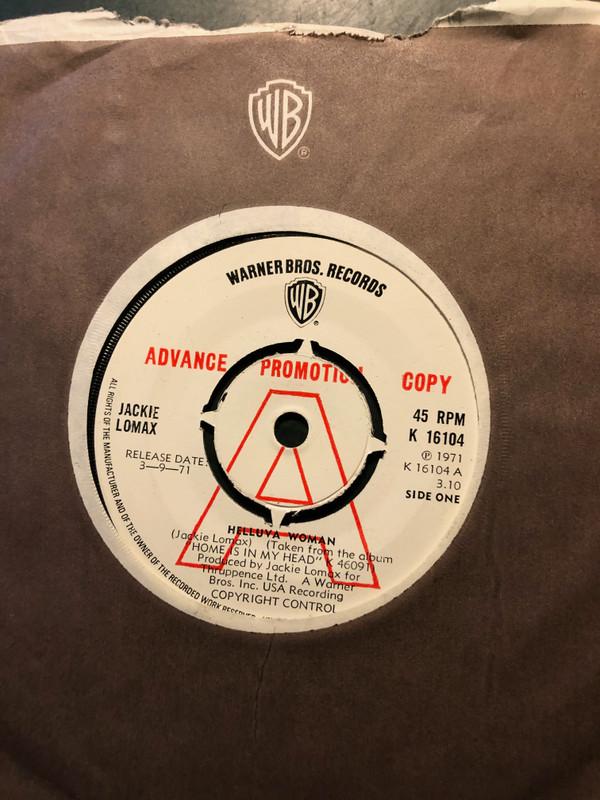 WB
®
WARNER BROS. RECORDS
WB
®
ADVANCE PROMOTIO COPY
A
JACKIE
LOMAX
RELEASE DATE:
3—9—71
45 RPM
K 16104
℗ 1971
K 16104 A
3.10
SIDE ONE
HELLUVA WOMAN
(Jackie Lomax) (Taken from the album
"HOME IS IN MY HEAD" K 46091
Produced by Jackie Lomax for
Thruppence Ltd. A Warner
Bros. Inc. USA Recording
COPYRIGHT CONTROL
ALL RIGHTS OF THE MANUFACTURER AND OF THE OWNER OF THE RECORDED WORK RESERVED